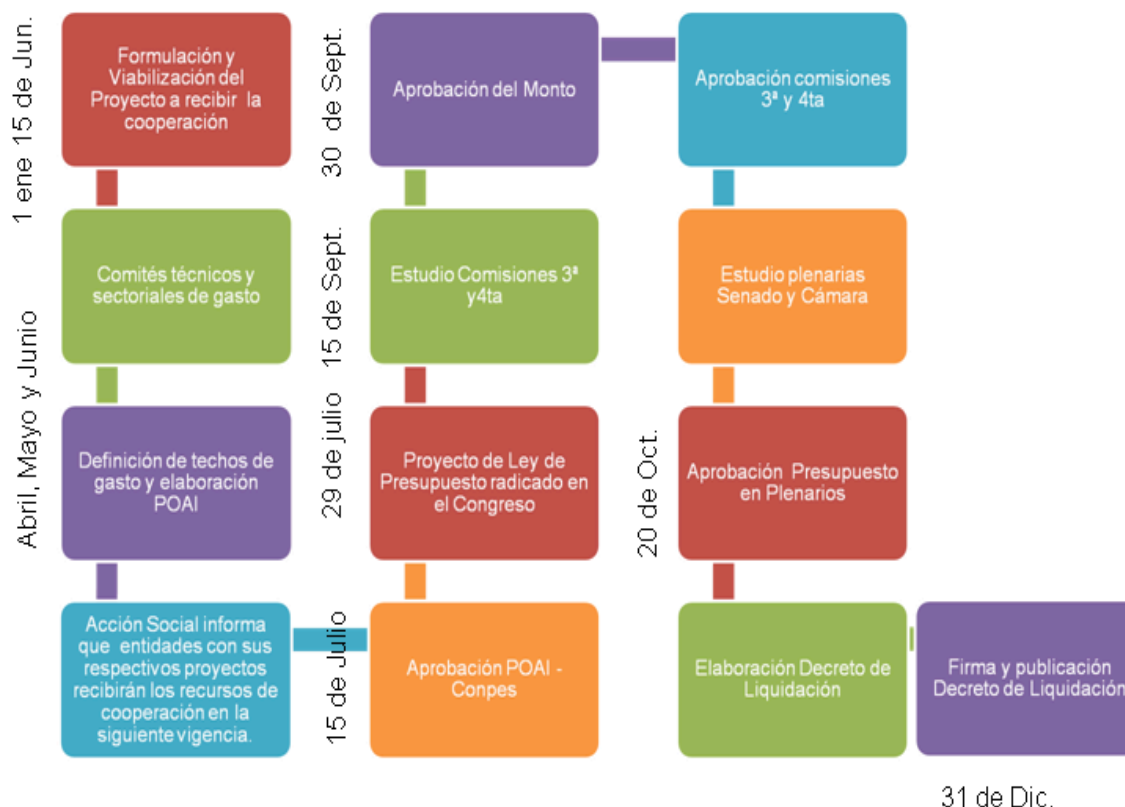 1 ene 15 de Jun.
Formulación y
Viabilización del
Proyecto a recibir la
cooperación
Abril, Mayo y Junio
Comités técnicos y
sectoriales de gasto
Definición de techos de
gasto y elaboración
POAI
Acción Social informa
que entidades con sus
respectivos proyectos
recibirán los recursos de
cooperación en la
siguiente vigencia.
15 de Julio
Aprobación POAI -
Conpes
29 de julio
Proyecto de Ley de
Presupuesto radicado en
el Congreso
15 de Sept.
Estudio Comisiones 3ª
y4ta
30 de Sept.
Aprobación del Monto
Aprobación comisiones
3ª y 4ta
Estudio plenarias
Senado y Cámara
20 de Oct.
Aprobación Presupuesto
en Plenarios
Elaboración Decreto de
Liquidación
Firma y publicación
Decreto de Liquidación
31 de Dic.